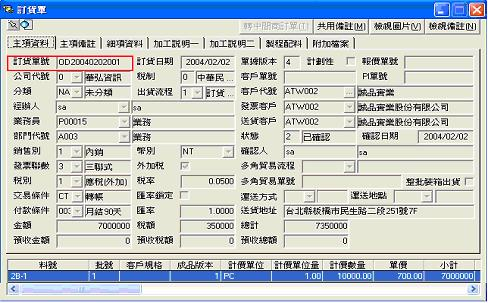 訂貨單
轉中間商訂單(T) 共用備註(M) 檢視圖片(V) 檢視備註(N)
主項資料 主項備註 細項資料 加工說明一 加工說明二 製程配料 附加檔案
訂貨單號 OD20040202001 訂貨日期 2004/02/02 單據版本 4 計劃性 報價單號
公司代號 0 華弘資訊 稅制 0 中華民… 客戶單號 PI單號
分類 NA 未分類 出貨流程 1 訂貨… 客戶代號 ATW002 誠品實業
經辦人 sa sa 發票客戶 ATW002 誠品實業股份有限公司
業務員 P00015 業務 送貨客戶 ATW002 誠品實業股份有限公司
部門代號 A003 業務 狀態 2 已確認 確認日期 2004/02/02
銷售別 1 內銷 幣別 NT 確認人 sa sa
發票聯數 3 三聯式 外加稅 多角貿易流程
稅別 1 應稅(外加) 稅率 0.0500 多角貿易單號 整批裝箱出貨
交易條件 CT 轉帳 匯率鎖定 運送方式 運送地點
付款條件 003 月結90天 匯率 1.0000 送貨地址 台北縣板橋市民生路二段251號7F
金額 7000000 稅額 350000 總計 7350000
預收金額 0 預收稅額 0 預收總額 0
料號 批號 客戶規格 成品版本 計價單位 計價單位量 計價數量 單價 小計
2B-1 1 1 PC 1.00 10000.00 700.00 7000000